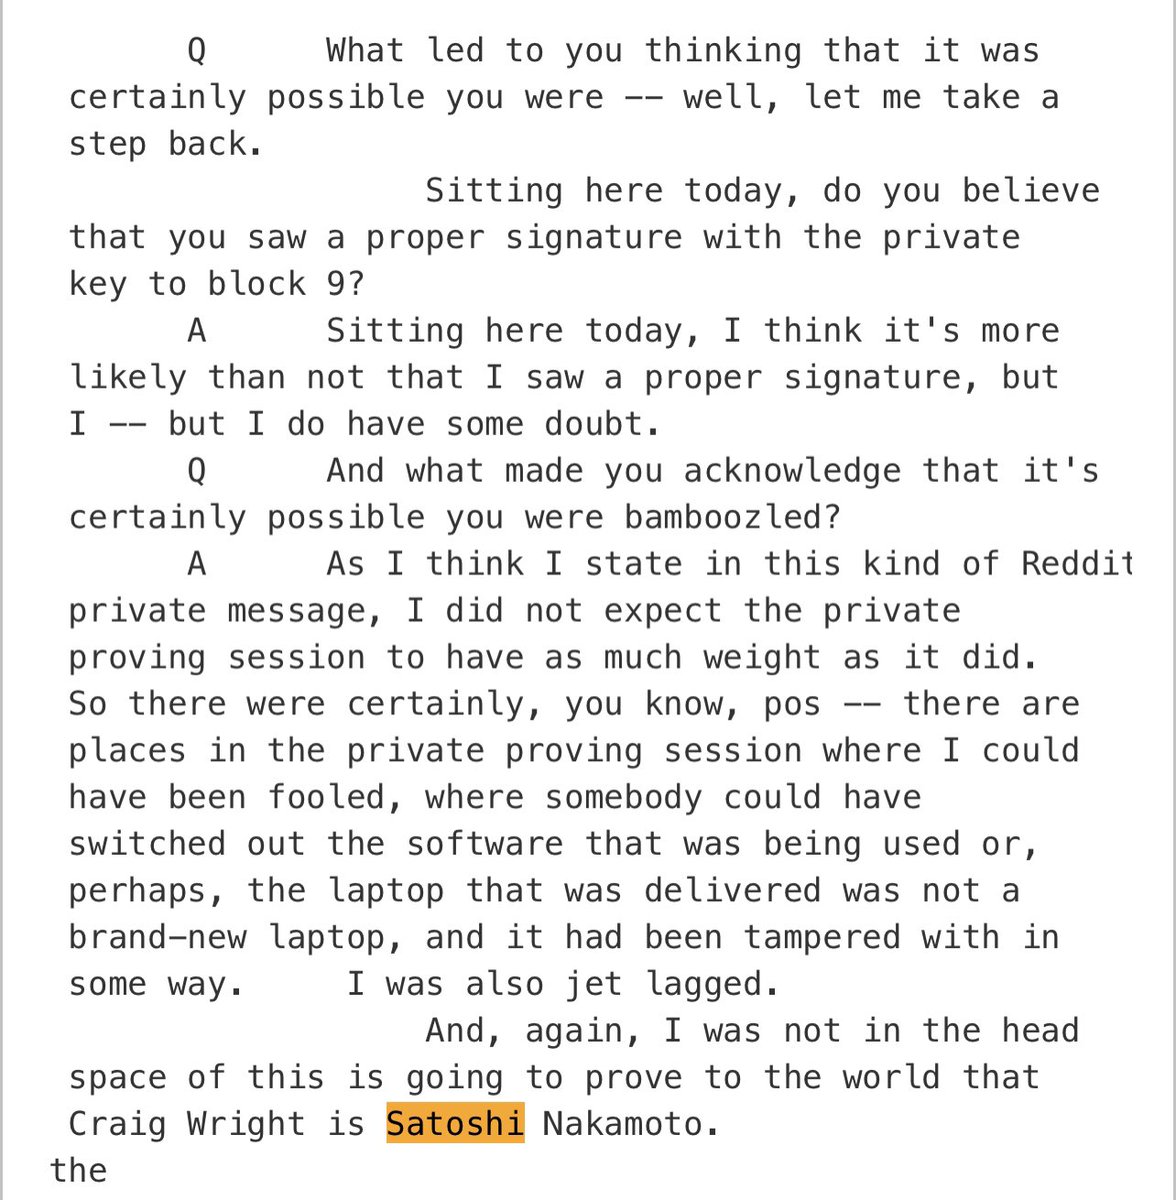 Q What led to you thinking that it was
certainly possible you were -- well, let me take a
step back.
Sitting here today, do you believe
that you saw a proper signature with the private
key to block 9?
A Sitting here today, I think it's more
likely than not that I saw a proper signature, but
I -- but I do have some doubt.
Q And what made you acknowledge that it's
certainly possible you were bamboozled?
A As I think I state in this kind of Reddit
private message, I did not expect the private
proving session to have as much weight as it did.
So there were certainly, you know, pos -- there are
places in the private proving session where I could
have been fooled, where somebody could have
switched out the software that was being used or,
perhaps, the laptop that was delivered was not a
brand-new laptop, and it had been tampered with in
some way. I was also jet lagged.
And, again, I was not in the head
space of this is going to prove to the world that
Craig Wright is Satoshi Nakamoto.
the